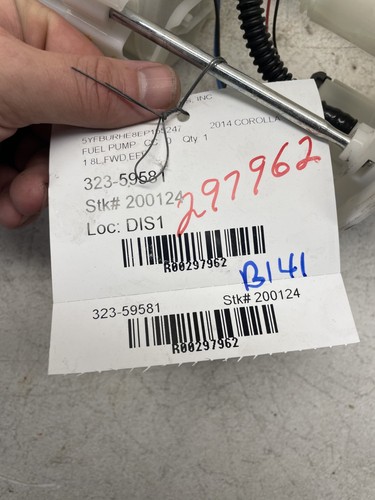 INC
2014 COROLLA
FUEL PUMP Qty 1
1.8L,FWD,
323-59581
Stk# 200124
297962
Loc: DIS1
R00297962
B141
323-59581 Stk# 200124
R00297962